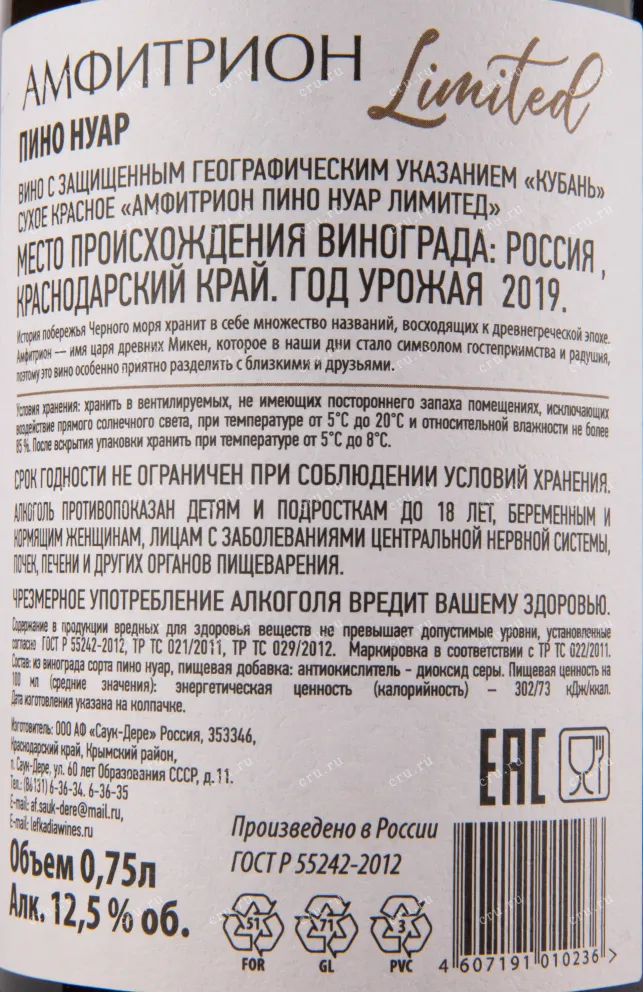 АМФИТРИОН Limited
ПИНО НУАР
ВИНО С ЗАЩИЩЕННЫМ ГЕОГРАФИЧЕСКИМ УКАЗАНИЕМ «КУБАНЬ»
СУХОЕ КРАСНОЕ «АМФИТРИОН ПИНО НУАР ЛИМИТЕД»
МЕСТО ПРОИСХОЖДЕНИЯ ВИНОГРАДА: РОССИЯ ,
КРАСНОДАРСКИЙ КРАЙ. ГОД УРОЖАЯ 2019.
История побережья Черного моря хранит в себе множество названий, восходящих к древнегреческой эпохе.
Амфитрион — имя царя древних Микен, которое в наши дни стало символом гостеприимства и радушия,
поэтому это вино особенно приятно разделить с близкими и друзьями.
Условия хранения: хранить в вентилируемых, не имеющих постороннего запаха помещениях, исключающих
воздействие прямого солнечного света, при температуре от 5°С до 20°С и относительной влажности не более
85 %. После вскрытия упаковки хранить при температуре от 5°С до 8°С.
СРОК ГОДНОСТИ НЕ ОГРАНИЧЕН ПРИ СОБЛЮДЕНИИ УСЛОВИЙ ХРАНЕНИЯ.
АЛКОГОЛЬ ПРОТИВОПОКАЗАН ДЕТЯМ И ПОДРОСТКАМ ДО 18 ЛЕТ, БЕРЕМЕННЫМ И
КОРМЯЩИМ ЖЕНЩИНАМ, ЛИЦАМ С ЗАБОЛЕВАНИЯМИ ЦЕНТРАЛЬНОЙ НЕРВНОЙ СИСТЕМЫ,
ПОЧЕК, ПЕЧЕНИ И ДРУГИХ ОРГАНОВ ПИЩЕВАРЕНИЯ.
ЧРЕЗМЕРНОЕ УПОТРЕБЛЕНИЕ АЛКОГОЛЯ ВРЕДИТ ВАШЕМУ ЗДОРОВЬЮ.
Содержание в продукции вредных для здоровья веществ не превышает допустимые уровни, установленные
согласно ГОСТ Р 55242-2012, ТР ТС 021/2011, ТР ТС 029/2012. Маркировка в соответствии с ТР ТС 022/2011.
Состав: из винограда сорта пино нуар, пищевая добавка: антиокислитель - диоксид серы. Пищевая ценность на
100 мл (средние значения): энергетическая ценность (калорийность) – 302/73 кДж/ккал.
Дата изготовления указана на колпачке.
Изготовитель: ООО АФ «Саук-Дере» Россия, 353346,
Краснодарский край, Крымский район,
п. Саук-Дере, ул. 60 лет Образования СССР, д.11.
Тел.: (86131) 6-36-34, 6-36-35
E-mail: af.sauk-dere@mail.ru,
E-mail: lefkadiawines.ru
Объем 0,75л
Алк. 12,5 % об.
EAC
Произведено в России
ГОСТ Р 55242-2012
51 71 3
FOR GL PVC
4 607191 010236 >
cru.ru